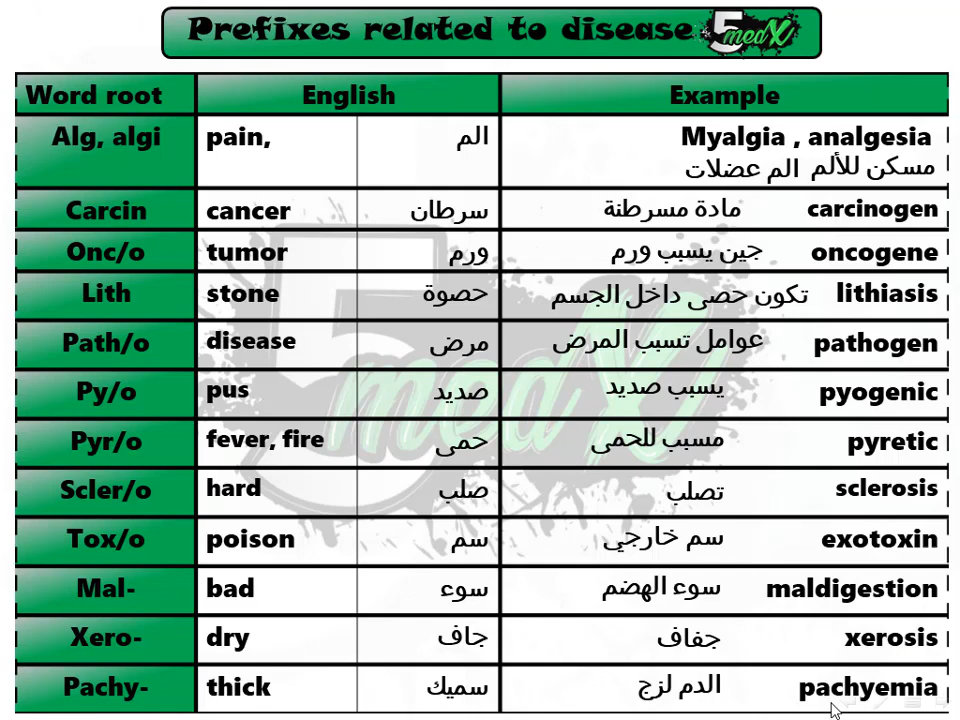 Prefixes related to disease 5medX
Word root English Example
Alg, algi pain, الم Myalgia , analgesia
الم عضلات مسكن للألم
Carcin cancer سرطان مادة مسرطنة carcinogen
Onc/o tumor ورم جين يسبب ورم oncogene
Lith stone حصوة تكون حصى داخل الجسم lithiasis
Path/o disease مرض عوامل تسبب المرض pathogen
Py/o pus صديد يسبب صديد pyogenic
Pyr/o fever, fire حمى مسبب للحمى pyretic
Scler/o hard صلب تصلب sclerosis
Tox/o poison سم سم خارجي exotoxin
Mal- bad سوء سوء الهضم maldigestion
Xero- dry جاف جفاف xerosis
Pachy- thick سميك الدم لزج pachyemia
5medX